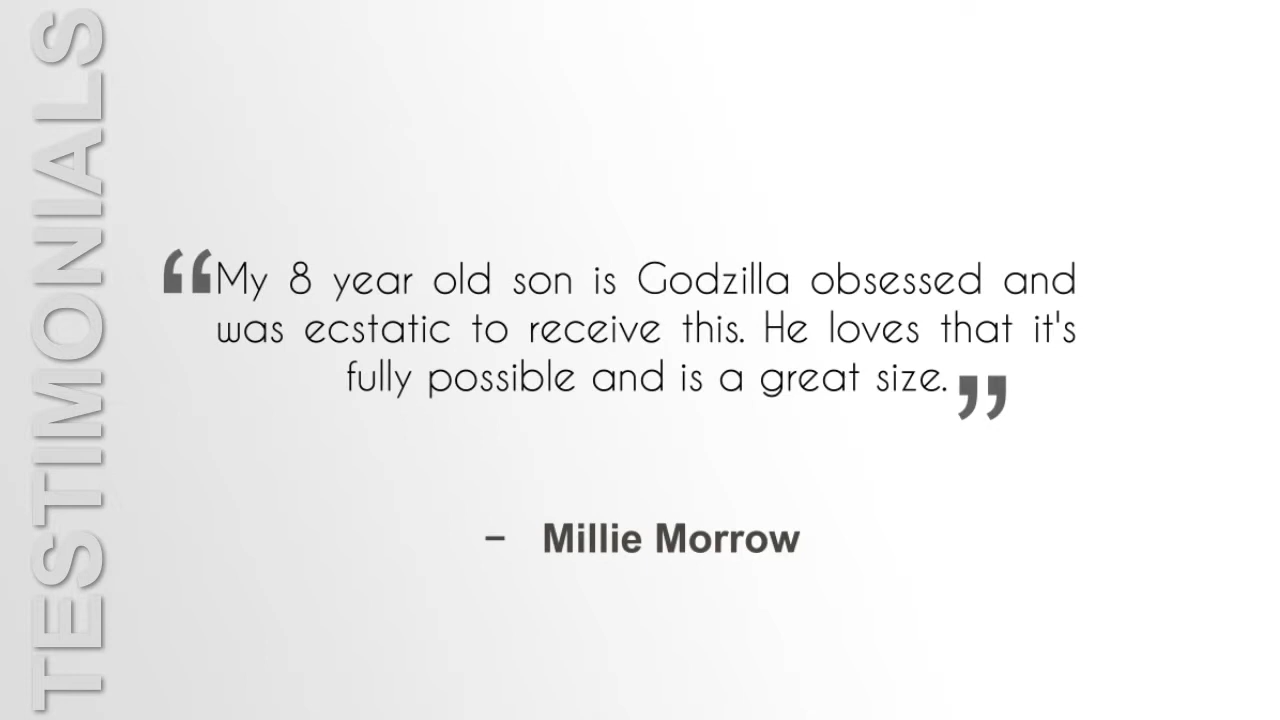 TESTIMONIALS
“My 8 year old son is Godzilla obsessed and
was ecstatic to receive this. He loves that it's
fully possible and is a great size.”
– Millie Morrow